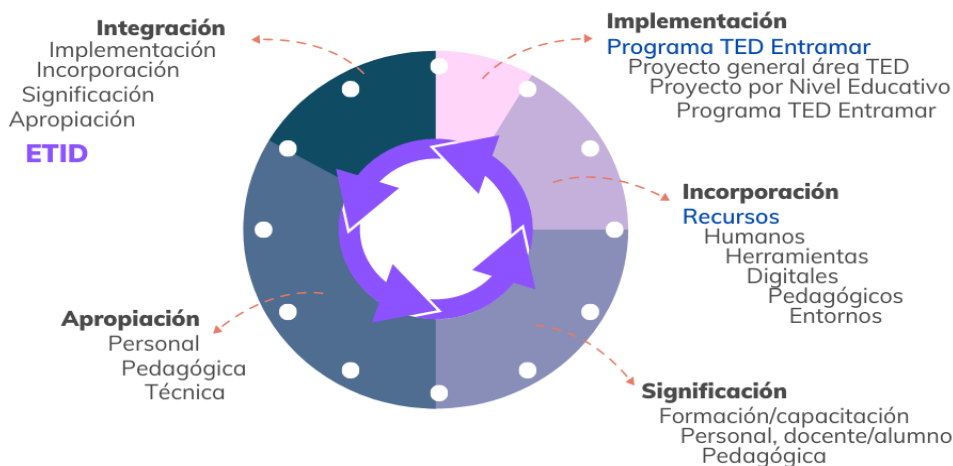 Integración
Implementación
Incorporación
Significación
Apropiación
ETID
Implementación
Programa TED Entramar
Proyecto general área TED
Proyecto por Nivel Educativo
Programa TED Entramar
Incorporación
Recursos
Humanos
Herramientas
Digitales
Pedagógicos
Entornos
Significación
Formación/capacitación
Personal, docente/alumno
Pedagógica
Apropiación
Personal
Pedagógica
Técnica